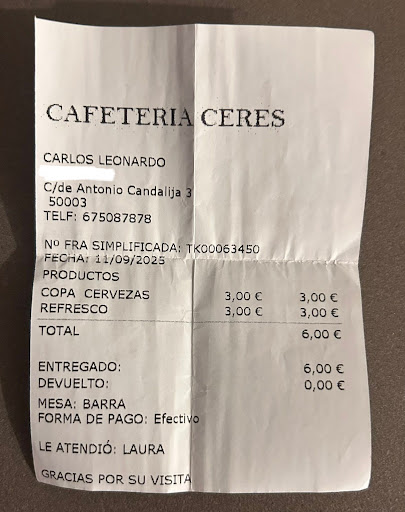 CAFETERIA CERES
CARLOS LEONARDO
C/de Antonio Candalija 3
50003
TELF: 675087878
Nº FRA SIMPLIFICADA: TK00063450
FECHA: 11/09/2025
PRODUCTOS
COPA CERVEZAS 3,00 € 3,00 €
REFRESCO 3,00 € 3,00 €
TOTAL 6,00 €
ENTREGADO: 6,00 €
DEVUELTO: 0,00 €
MESA: BARRA
FORMA DE PAGO: Efectivo
LE ATENDIÓ: LAURA
GRACIAS POR SU VISITA